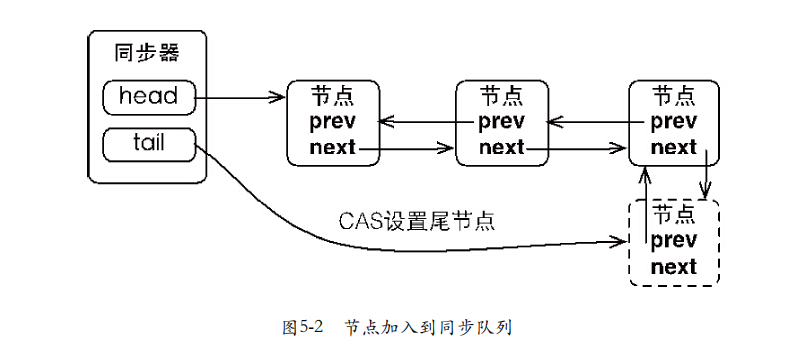 同步器
head
tail
节点
prev
next
节点
prev
next
节点
prev
next
CAS设置尾节点
节点
prev
next
图5-2 节点加入到同步队列